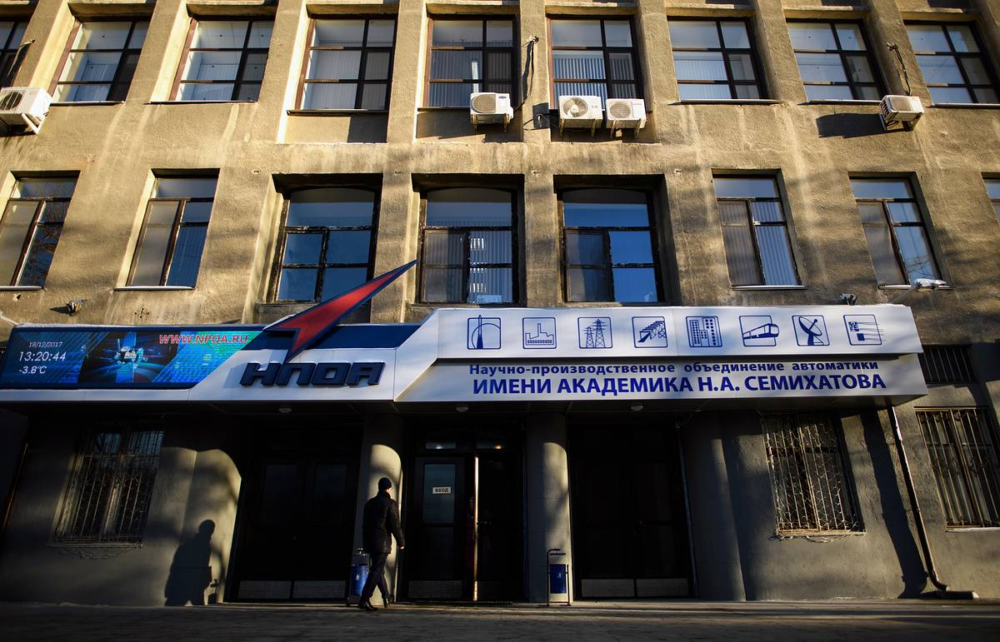 18/12/2017
13:20:44
-3.8°C
WWW.NPOA.RU
НПОА
Научно-производственное объединение автоматики
ИМЕНИ АКАДЕМИКА Н.А. СЕМИХАТОВА
ВХОД